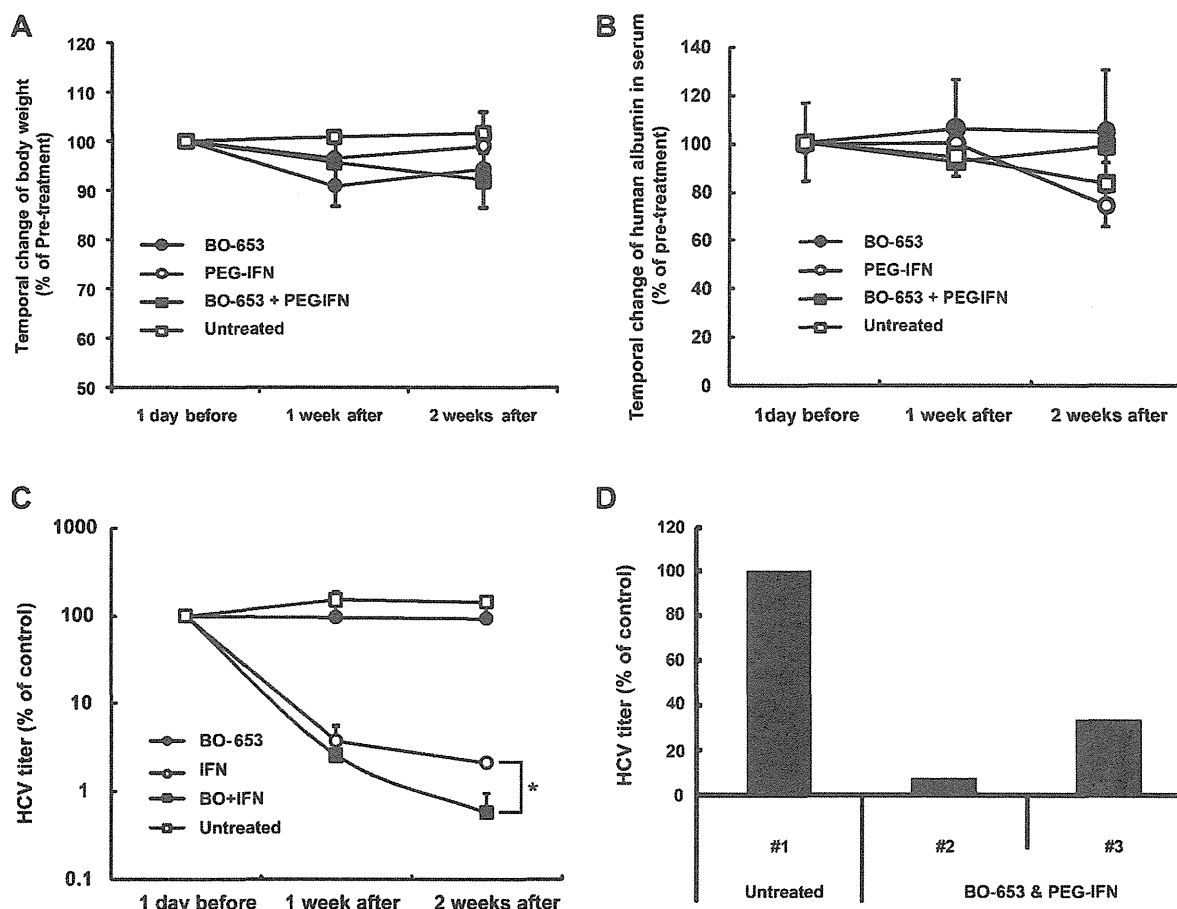 A
Temporal change of body weight
(% of Pre-treatment)
120
110
100
90
80
70
60
50
BO-653
PEG-IFN
BO-653 + PEGIFN
Untreated
1 day before
1 week after
2 weeks after
B
Temporal change of human albumin in serum
(% of pre-treatment)
140
120
100
80
60
40
20
0
BO-653
PEG-IFN
BO-653 + PEGIFN
Untreated
1day before
1 week after
2 weeks after
C
HCV titer (% of control)
1000
100
10
1
0.1
BO-653
IFN
BO+IFN
Untreated
*
1 day before
1 week after
2 weeks after
D
HCV titer (% of control)
120
100
80
60
40
20
0
#1
#2
#3
Untreated
BO-653 & PEG-IFN